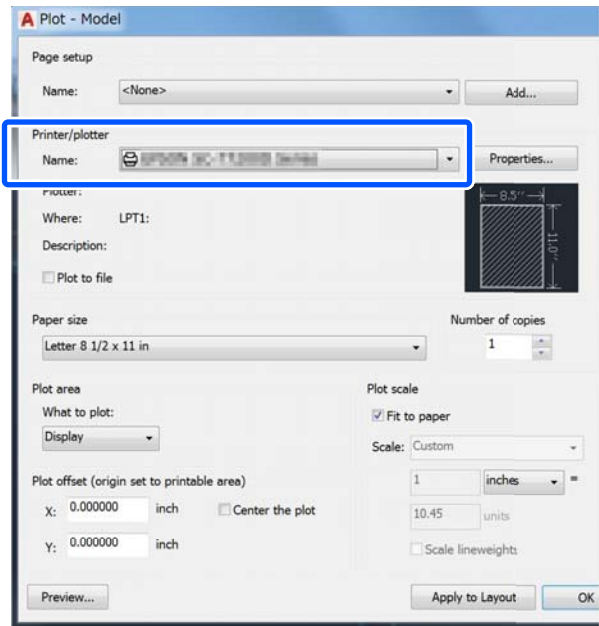 Plot - Model
Page setup
Name: <None> Add...
Printer/plotter
Name: Properties...
Plotter:
8.5''
Where: LPT1:
11.0''
Description:
Plot to file
Paper size Number of copies
Letter 8 1/2 x 11 in 1
Plot area Plot scale
What to plot: Fit to paper
Display Scale: Custom
Plot offset (origin set to printable area) 1 inches =
X: 0.000000 inch Center the plot 10.45 units
Y: 0.000000 inch Scale lineweights
Preview... Apply to Layout OK